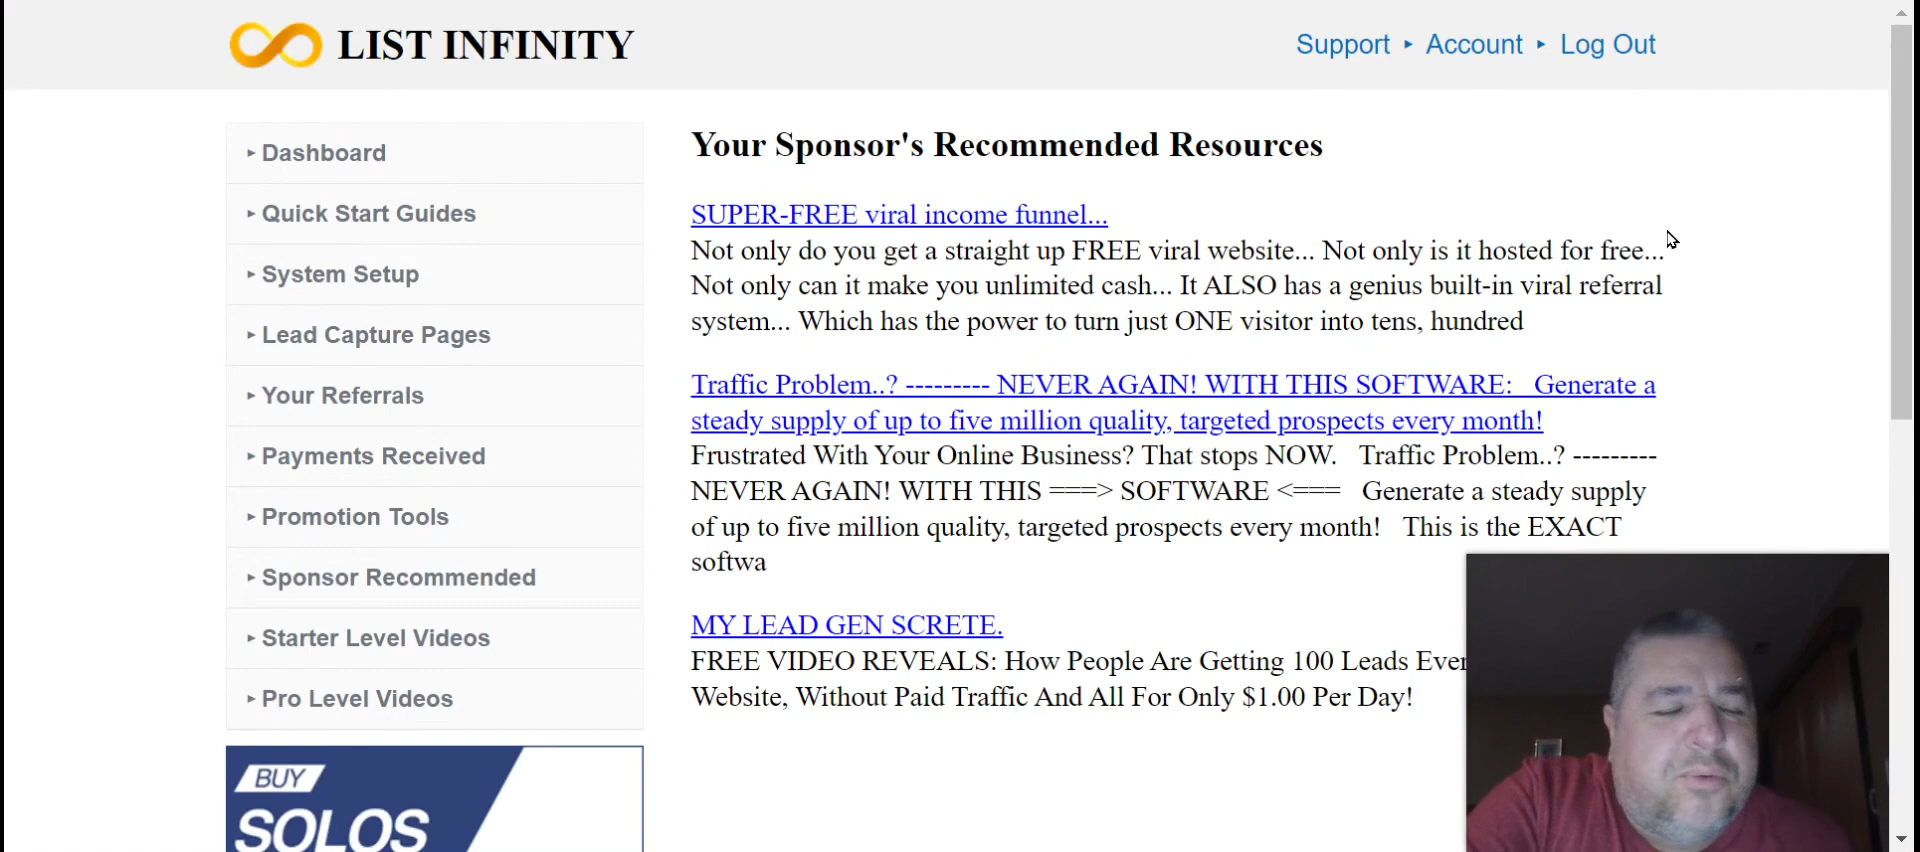 LIST INFINITY
Support ▸ Account ▸ Log Out
Dashboard
Quick Start Guides
System Setup
Lead Capture Pages
Your Referrals
Payments Received
Promotion Tools
Sponsor Recommended
Starter Level Videos
Pro Level Videos
BUY
SOLOS
Your Sponsor's Recommended Resources
SUPER-FREE viral income funnel...
Not only do you get a straight up FREE viral website... Not only is it hosted for free...
Not only can it make you unlimited cash... It ALSO has a genius built-in viral referral
system... Which has the power to turn just ONE visitor into tens, hundred
Traffic Problem..? --------- NEVER AGAIN! WITH THIS SOFTWARE: Generate a
steady supply of up to five million quality, targeted prospects every month!
Frustrated With Your Online Business? That stops NOW. Traffic Problem..? ---------
NEVER AGAIN! WITH THIS ===> SOFTWARE <=== Generate a steady supply
of up to five million quality, targeted prospects every month! This is the EXACT
softwa
MY LEAD GEN SCRETE.
FREE VIDEO REVEALS: How People Are Getting 100 Leads Ever
Website, Without Paid Traffic And All For Only $1.00 Per Day!